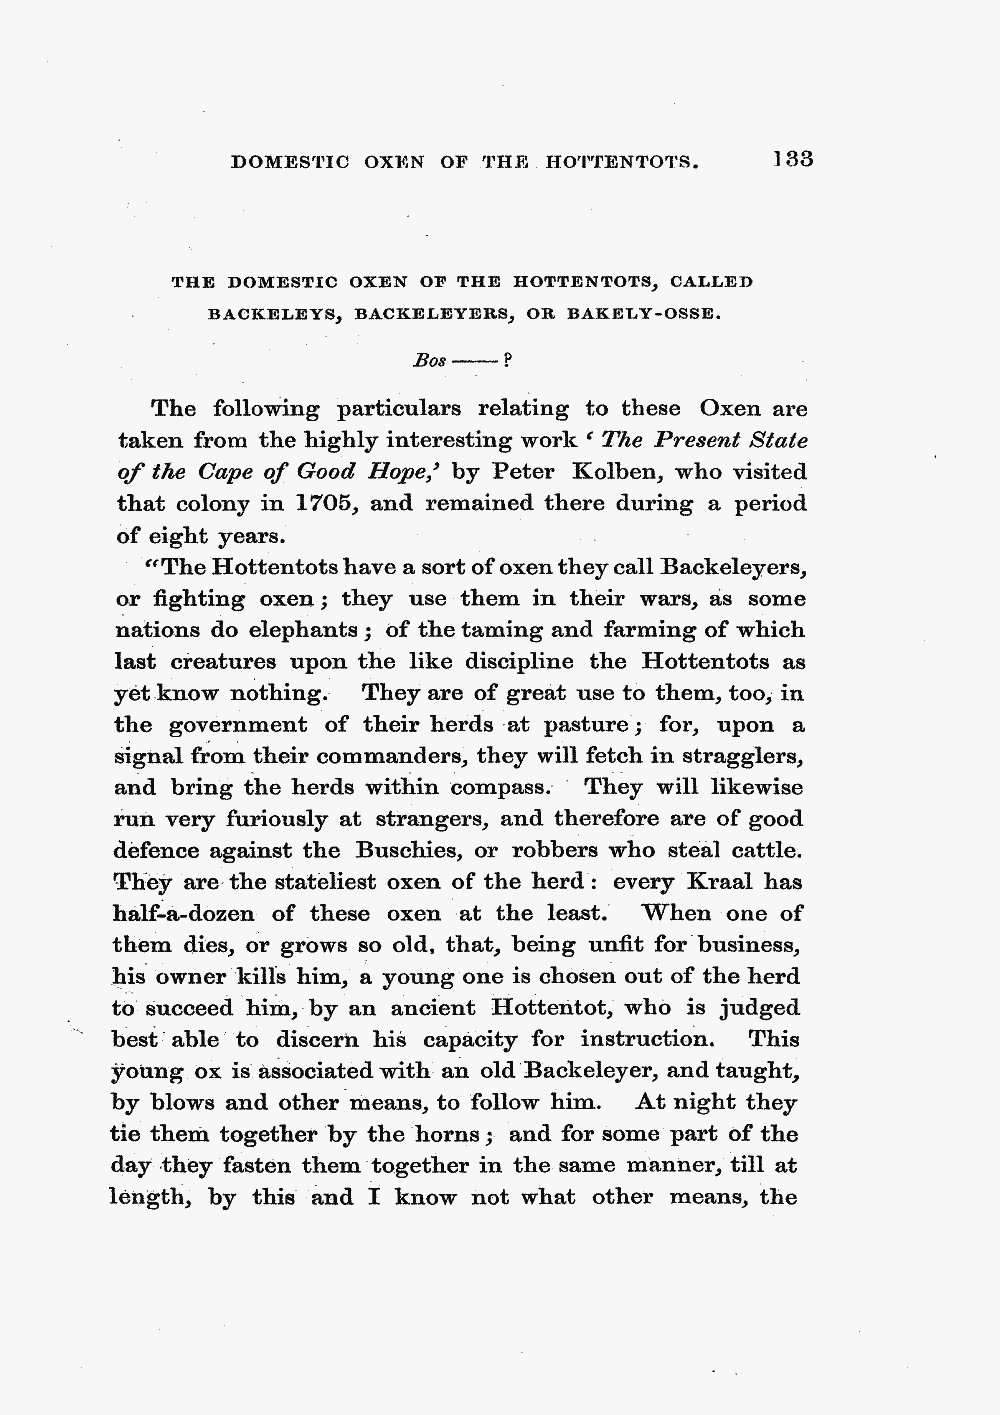 DOMESTIC OXEN OF THE HOTTENTOTS. 133
THE DOMESTIC OXEN OF THE HOTTENTOTS, CALLED
BACKELEYS, BACKELEYERS, OR BAKELY-OSSE.
Bos —— ?
The following particulars relating to these Oxen are
taken from the highly interesting work ‘ The Present State
of the Cape of Good Hope,’ by Peter Kolben, who visited
that colony in 1705, and remained there during a period
of eight years.
“The Hottentots have a sort of oxen they call Backeleyers,
or fighting oxen ; they use them in their wars, as some
nations do elephants ; of the taming and farming of which
last creatures upon the like discipline the Hottentots as
yet know nothing. They are of great use to them, too, in
the government of their herds at pasture ; for, upon a
signal from their commanders, they will fetch in stragglers,
and bring the herds within compass. They will likewise
run very furiously at strangers, and therefore are of good
defence against the Buschies, or robbers who steal cattle.
They are the stateliest oxen of the herd : every Kraal has
half-a-dozen of these oxen at the least. When one of
them dies, or grows so old, that, being unfit for business,
his owner kills him, a young one is chosen out of the herd
to succeed him, by an ancient Hottentot, who is judged
best able to discern his capacity for instruction. This
young ox is associated with an old Backeleyer, and taught,
by blows and other means, to follow him. At night they
tie them together by the horns ; and for some part of the
day they fasten them together in the same manner, till at
length, by this and I know not what other means, the